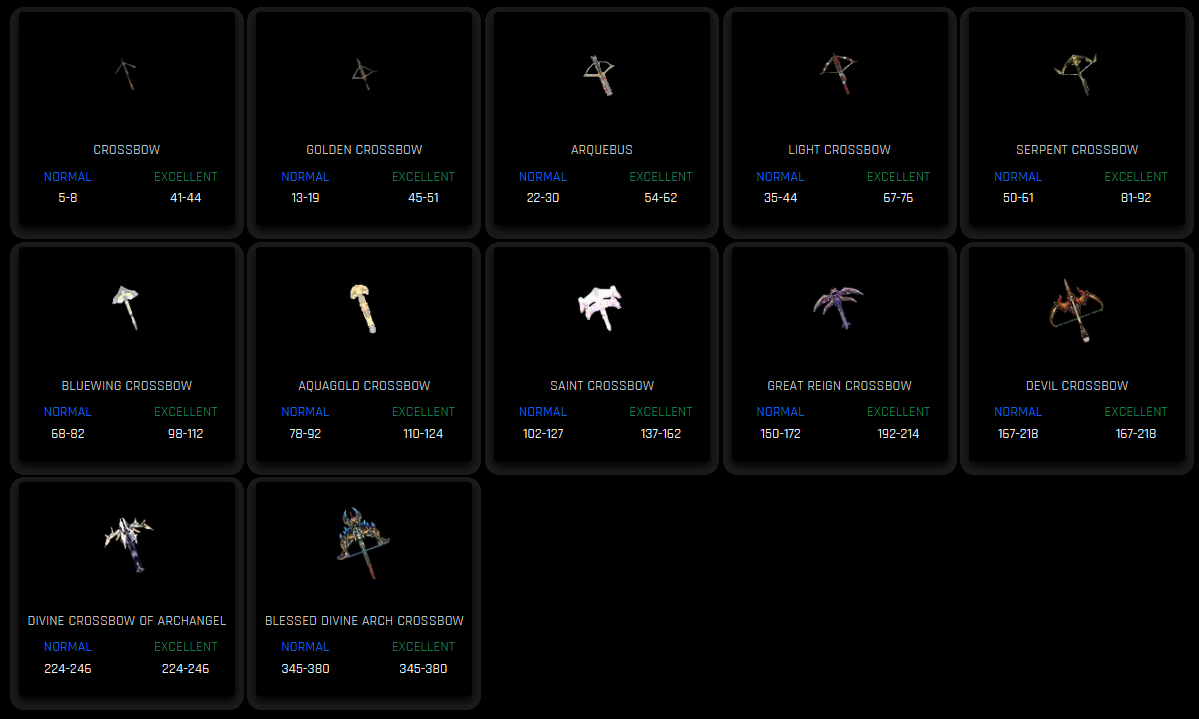 CROSSBOW
NORMAL EXCELLENT
5-8 41-44
GOLDEN CROSSBOW
NORMAL EXCELLENT
13-19 45-51
ARQUEBUS
NORMAL EXCELLENT
22-30 54-62
LIGHT CROSSBOW
NORMAL EXCELLENT
35-44 67-76
SERPENT CROSSBOW
NORMAL EXCELLENT
50-61 81-92
BLUEWING CROSSBOW
NORMAL EXCELLENT
68-82 98-112
AQUAGOLD CROSSBOW
NORMAL EXCELLENT
78-92 110-124
SAINT CROSSBOW
NORMAL EXCELLENT
102-127 137-162
GREAT REIGN CROSSBOW
NORMAL EXCELLENT
150-172 192-214
DEVIL CROSSBOW
NORMAL EXCELLENT
167-218 167-218
DIVINE CROSSBOW OF ARCHANGEL
NORMAL EXCELLENT
224-246 224-246
BLESSED DIVINE ARCH CROSSBOW
NORMAL EXCELLENT
345-380 345-380